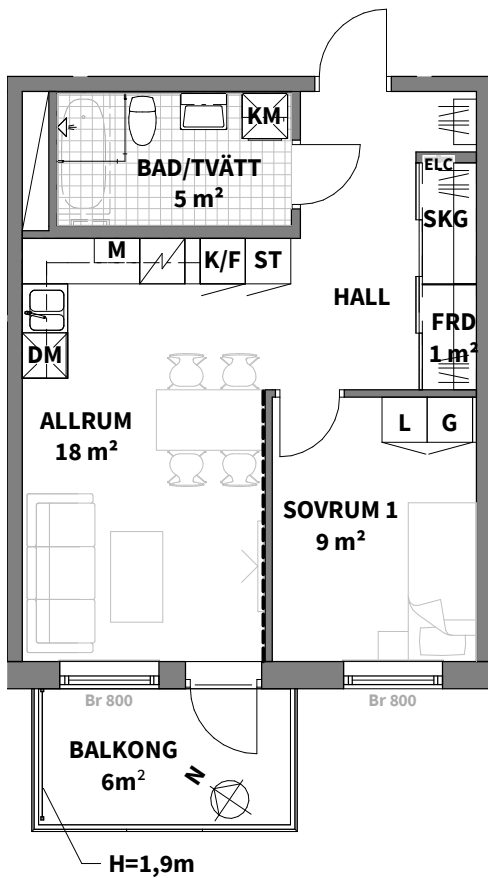 KM
BAD/TVÄTT
5 m²
ELC
SKG
M
K/F
ST
HALL
FRD
1 m²
DM
ALLRUM
18 m²
L
G
SOVRUM 1
9 m²
Br 800
Br 800
BALKONG
6m²
N
H=1,9m